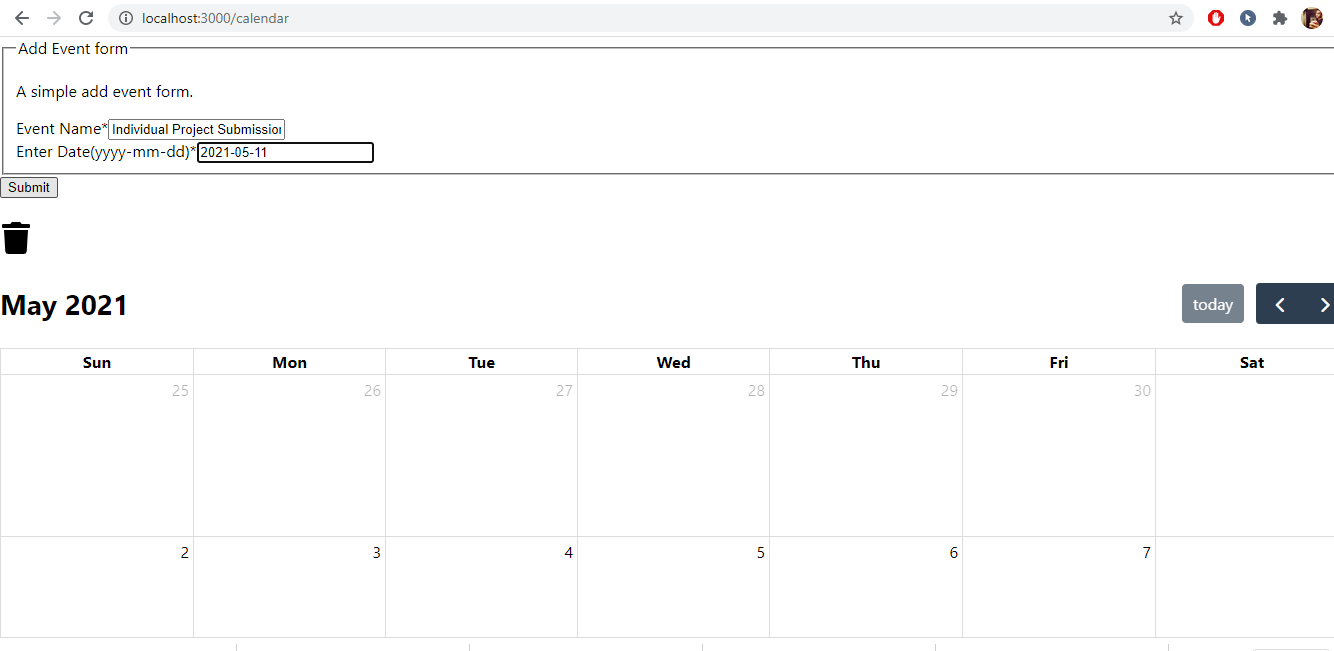 localhost:3000/calendar
Add Event form
A simple add event form.
Event Name*Individual Project Submission
Enter Date(yyyy-mm-dd)*2021-05-11
Submit
May 2021
today
Sun Mon Tue Wed Thu Fri Sat
25 26 27 28 29 30
2 3 4 5 6 7